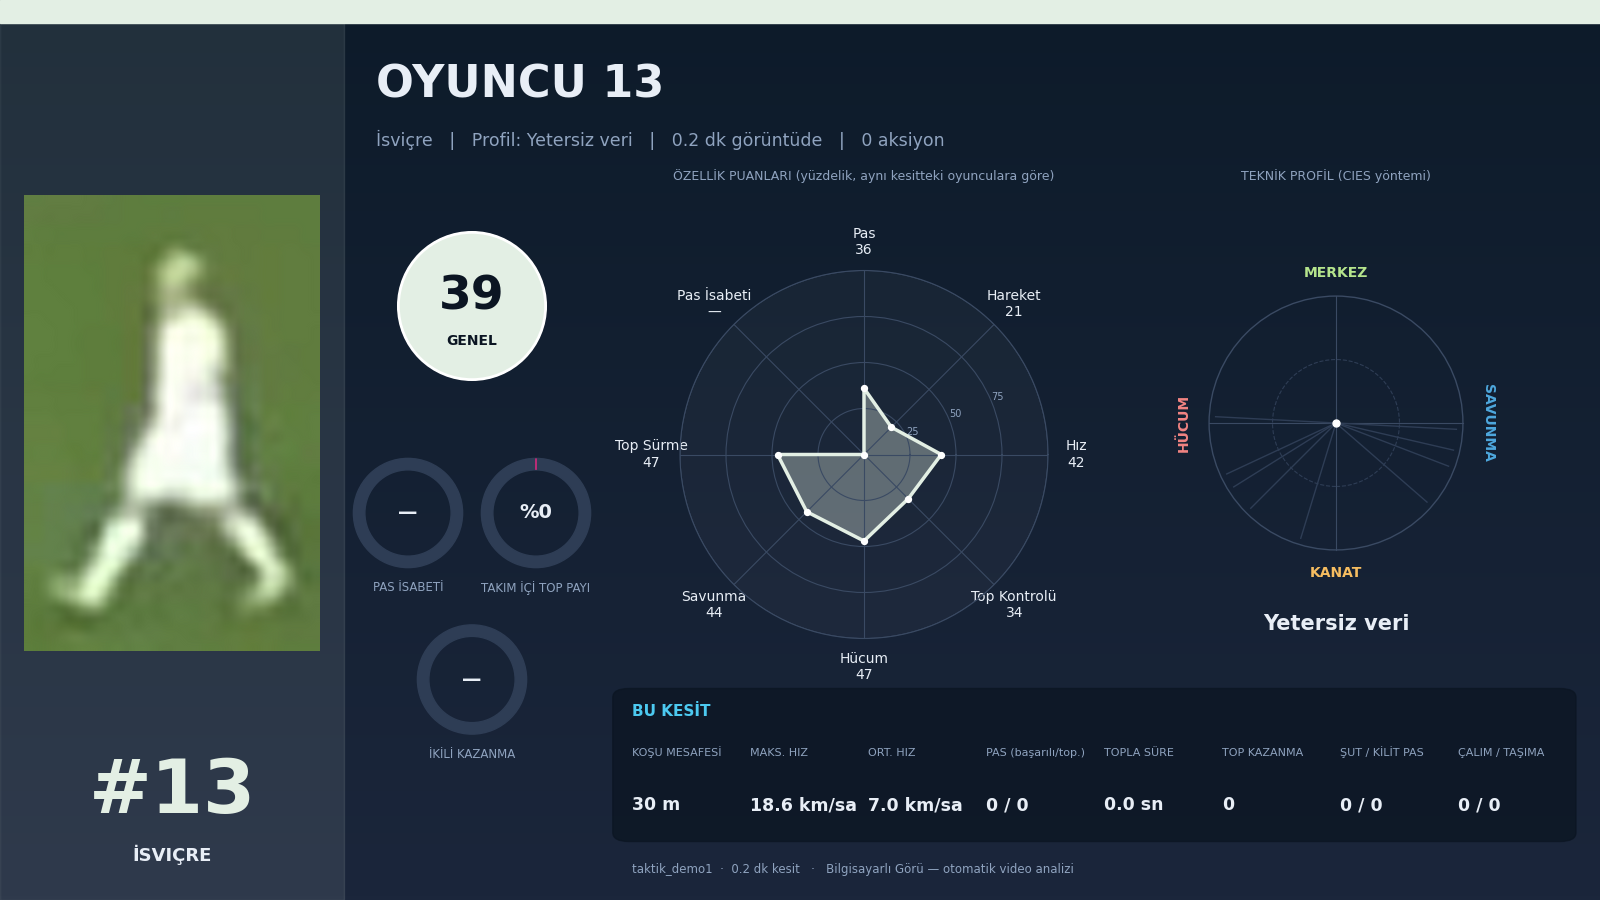 OYUNCU 13
İsviçre | Profil: Yetersiz veri | 0.2 dk görüntüde | 0 aksiyon
ÖZELLİK PUANLARI (yüzdelik, aynı kesitteki oyunculara göre)
TEKNİK PROFİL (CIES yöntemi)
39
GENEL
—
PAS İSABETİ
%0
TAKIM İÇİ TOP PAYI
—
İKİLİ KAZANMA
Pas
36
Hareket
21
Hız
42
Top Kontrolü
34
Hücum
47
Savunma
44
Top Sürme
47
Pas İsabeti
—
25
50
75
MERKEZ
HÜCUM
SAVUNMA
KANAT
Yetersiz veri
#13
İSVİÇRE
BU KESİT
KOŞU MESAFESİ MAKS. HIZ ORT. HIZ PAS (başarılı/top.) TOPLA SÜRE TOP KAZANMA ŞUT / KİLİT PAS ÇALIM / TAŞIMA
30 m 18.6 km/sa 7.0 km/sa 0 / 0 0.0 sn 0 0 / 0 0 / 0
taktik_demo1 · 0.2 dk kesit · Bilgisayarlı Görü — otomatik video analizi